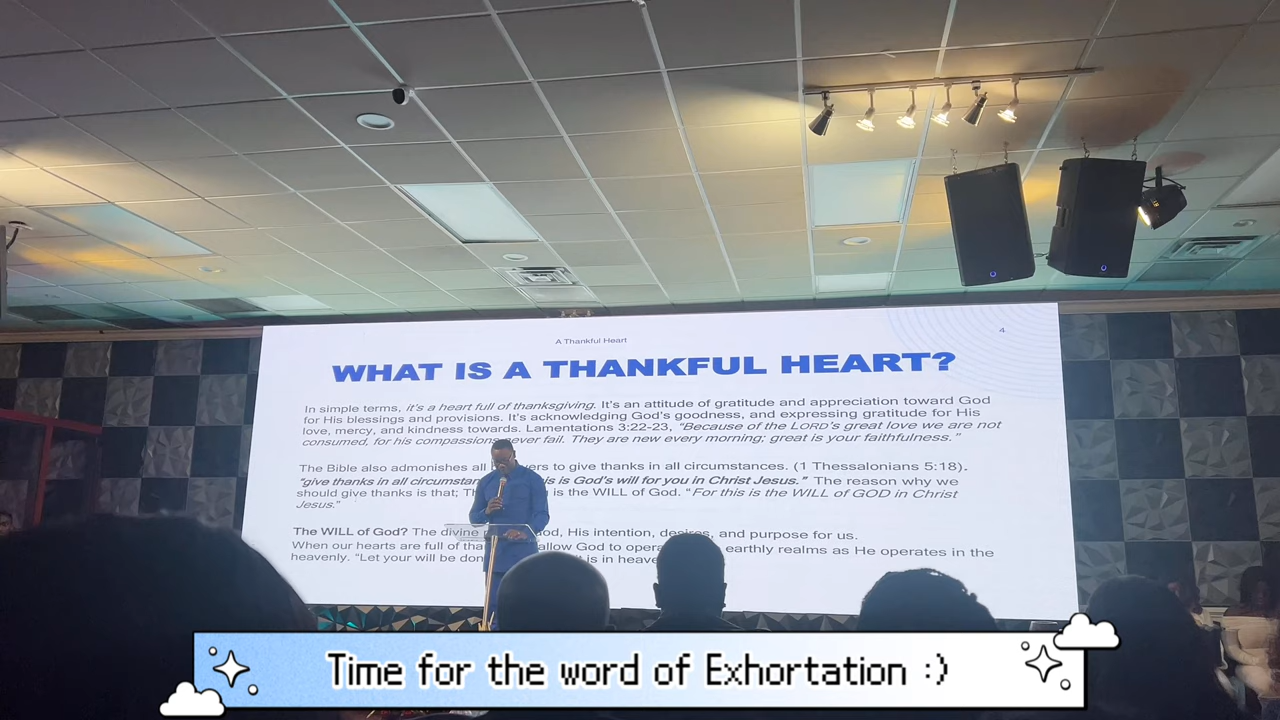 4
A Thankful Heart
WHAT IS A THANKFUL HEART?
In simple terms, it's a heart full of thanksgiving. It's an attitude of gratitude and appreciation toward God
for His blessings and provisions. It's acknowledging God's goodness, and expressing gratitude for His
love, mercy, and kindness towards. Lamentations 3:22-23, "Because of the LORD's great love we are not
consumed, for his compassions never fail. They are new every morning; great is your faithfulness."
The Bible also admonishes all to give thanks in all circumstances. (1 Thessalonians 5:18).
"give thanks in all is God's will for you in Christ Jesus." The reason why we
should give thanks is that; is the WILL of God. "For this is the WILL of GOD in Christ
Jesus."
The WILL of God? The divine His intention, desires, and purpose for us.
When our hearts are full of allow God to earthly realms as He operates in the
heavenly. "Let your will be is in
Time for the word of Exhortation :)